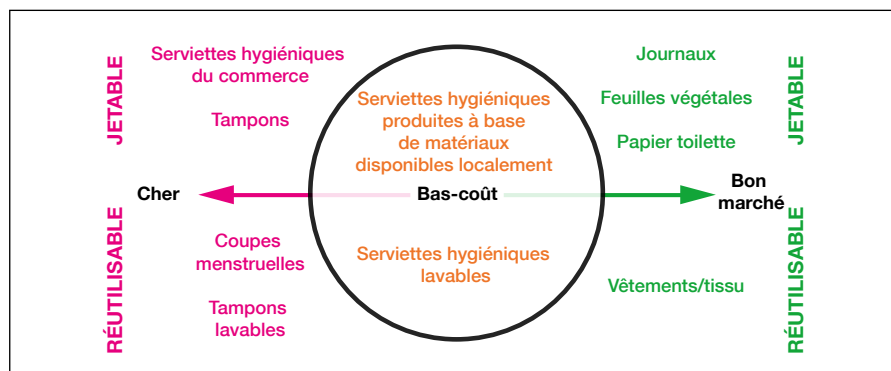 JETABLE
Serviettes hygiéniques
du commerce
Tampons
Serviettes hygiéniques
produites à base
de matériaux
disponibles localement
Journaux
Feuilles végétales
Papier toilette
JETABLE
Cher
Bas-coût
Bon
marché
RÉUTILISABLE
Coupes
menstruelles
Tampons
lavables
Serviettes hygiéniques
lavables
Vêtements/tissu
RÉUTILISABLE